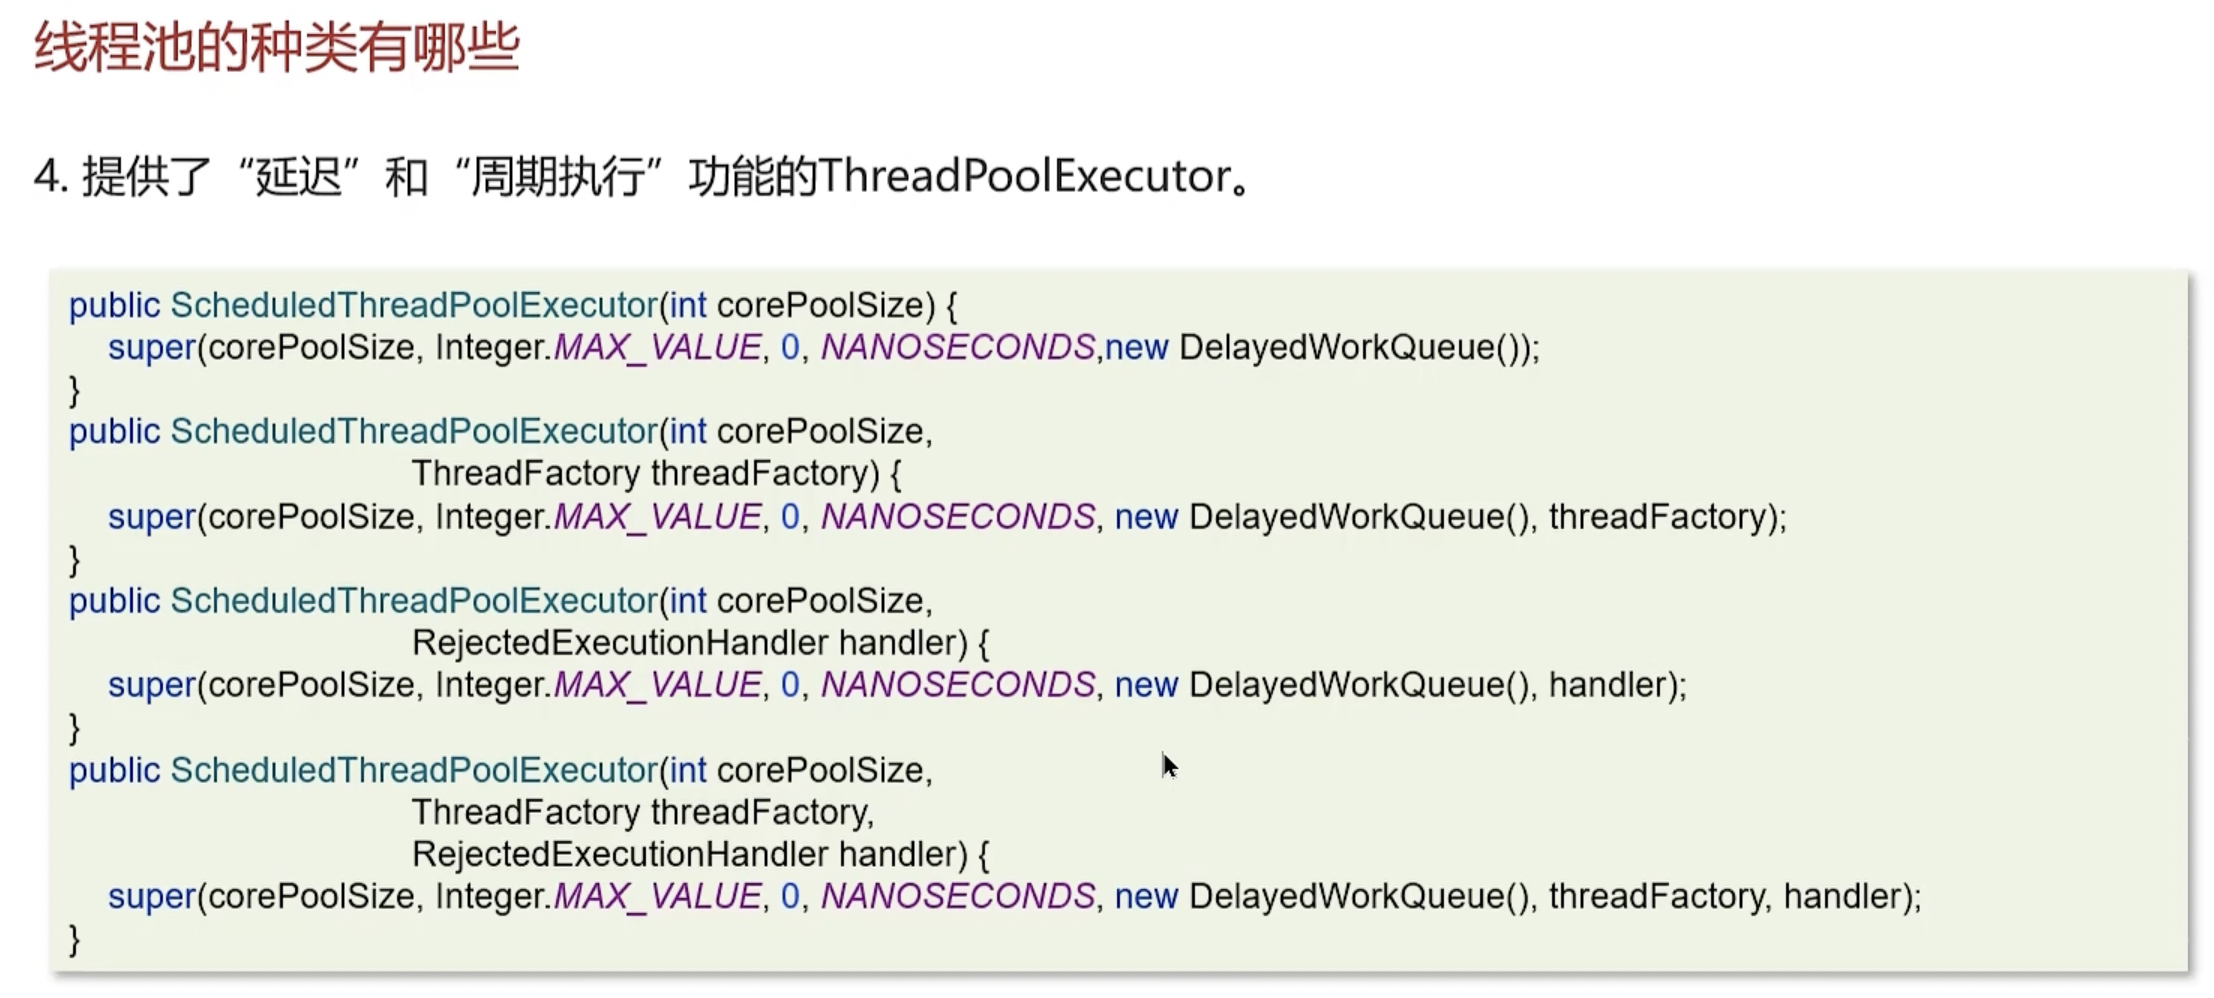 线程池的种类有哪些
4. 提供了“延迟”和“周期执行”功能的ThreadPoolExecutor。
public ScheduledThreadPoolExecutor(int corePoolSize) {
super(corePoolSize, Integer.MAX_VALUE, 0, NANOSECONDS,new DelayedWorkQueue());
}
public ScheduledThreadPoolExecutor(int corePoolSize,
ThreadFactory threadFactory) {
super(corePoolSize, Integer.MAX_VALUE, 0, NANOSECONDS, new DelayedWorkQueue(), threadFactory);
}
public ScheduledThreadPoolExecutor(int corePoolSize,
RejectedExecutionHandler handler) {
super(corePoolSize, Integer.MAX_VALUE, 0, NANOSECONDS, new DelayedWorkQueue(), handler);
}
public ScheduledThreadPoolExecutor(int corePoolSize,
ThreadFactory threadFactory,
RejectedExecutionHandler handler) {
super(corePoolSize, Integer.MAX_VALUE, 0, NANOSECONDS, new DelayedWorkQueue(), threadFactory, handler);
}